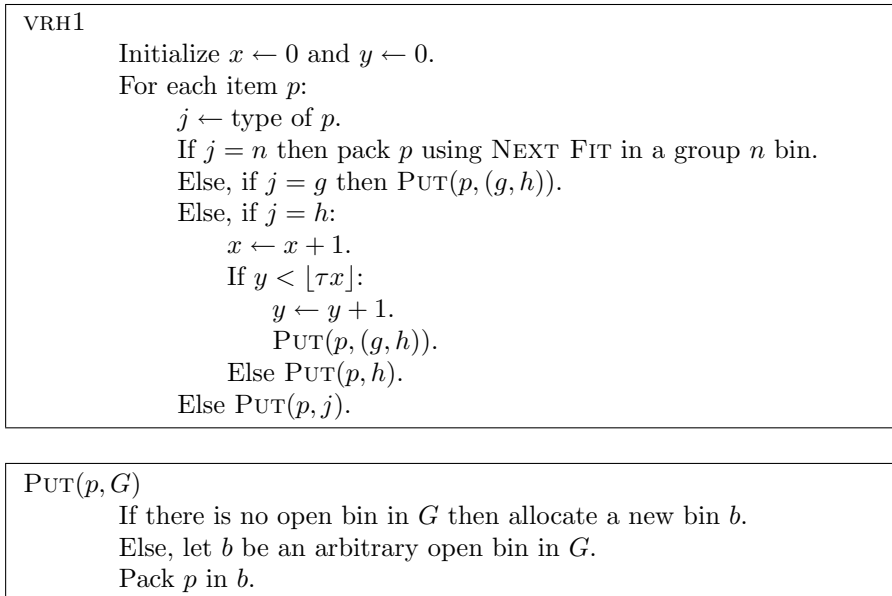 VRH1
Initialize x ← 0 and y ← 0.
For each item p:
j ← type of p.
If j = n then pack p using NEXT FIT in a group n bin.
Else, if j = g then PUT(p, (g, h)).
Else, if j = h:
x ← x + 1.
If y < ⌊τx⌋:
y ← y + 1.
PUT(p, (g, h)).
Else PUT(p, h).
Else PUT(p, j).
PUT(p, G)
If there is no open bin in G then allocate a new bin b.
Else, let b be an arbitrary open bin in G.
Pack p in b.